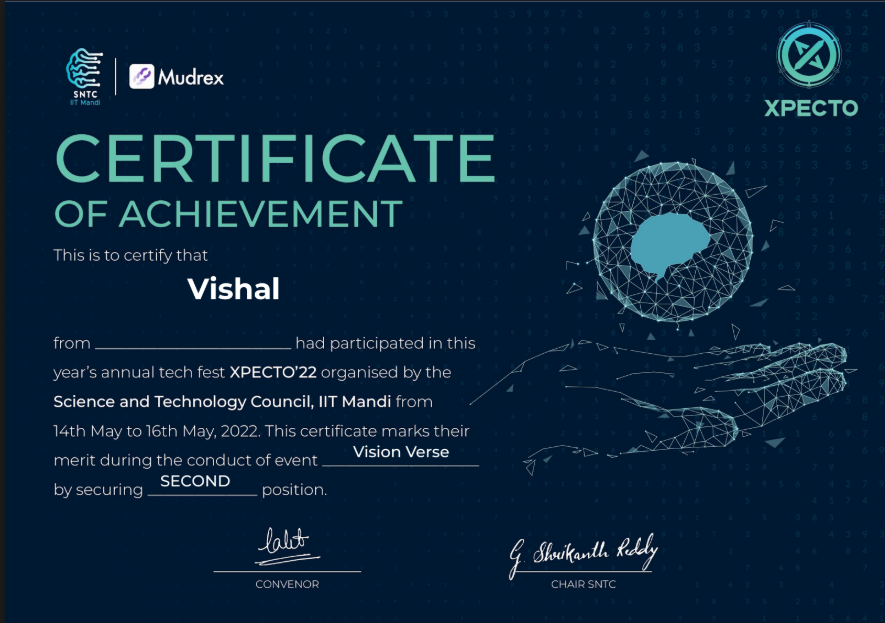 SNTC
IIT Mandi
Mudrex
XPECTO
CERTIFICATE
OF ACHIEVEMENT
This is to certify that
Vishal
from ________________ had participated in this
year's annual tech fest XPECTO'22 organised by the
Science and Technology Council, IIT Mandi from
14th May to 16th May, 2022. This certificate marks their
merit during the conduct of event Vision Verse
by securing SECOND position.
Lalit
G. Shrikanth Reddy
CONVENOR
CHAIR SNTC